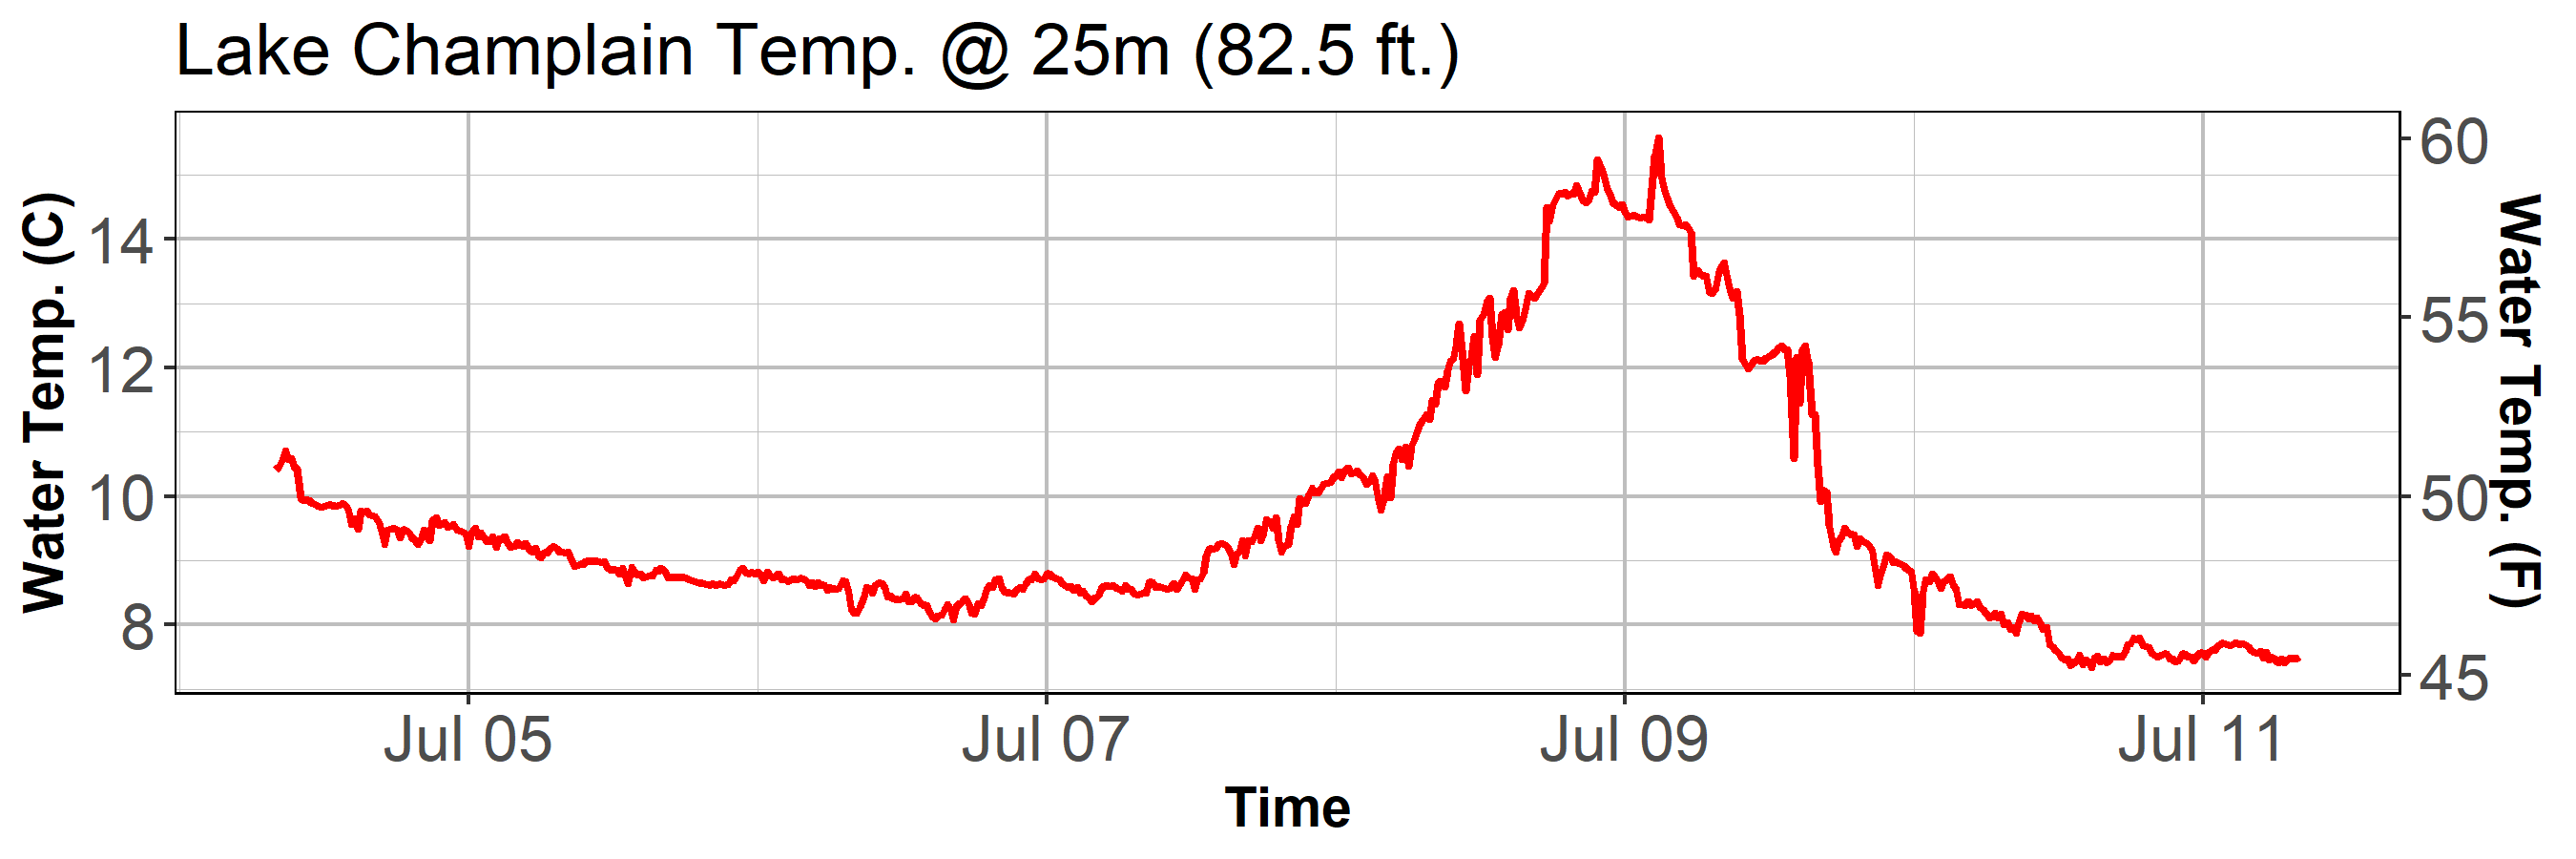 Lake Champlain Temp. @ 25m (82.5 ft.)
Water Temp. (C)
14
12
10
8
60
55
50
45
Water Temp. (F)
Jul 05 Jul 07 Jul 09 Jul 11
Time